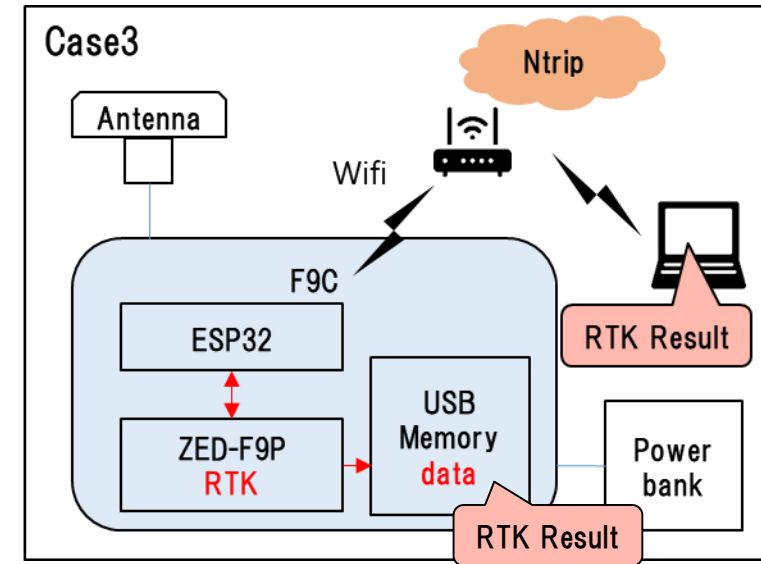 Case3
Ntrip
Antenna
Wifi
F9C
ESP32
RTK Result
USB
Memory
data
ZED-F9P
RTK
Power
bank
RTK Result